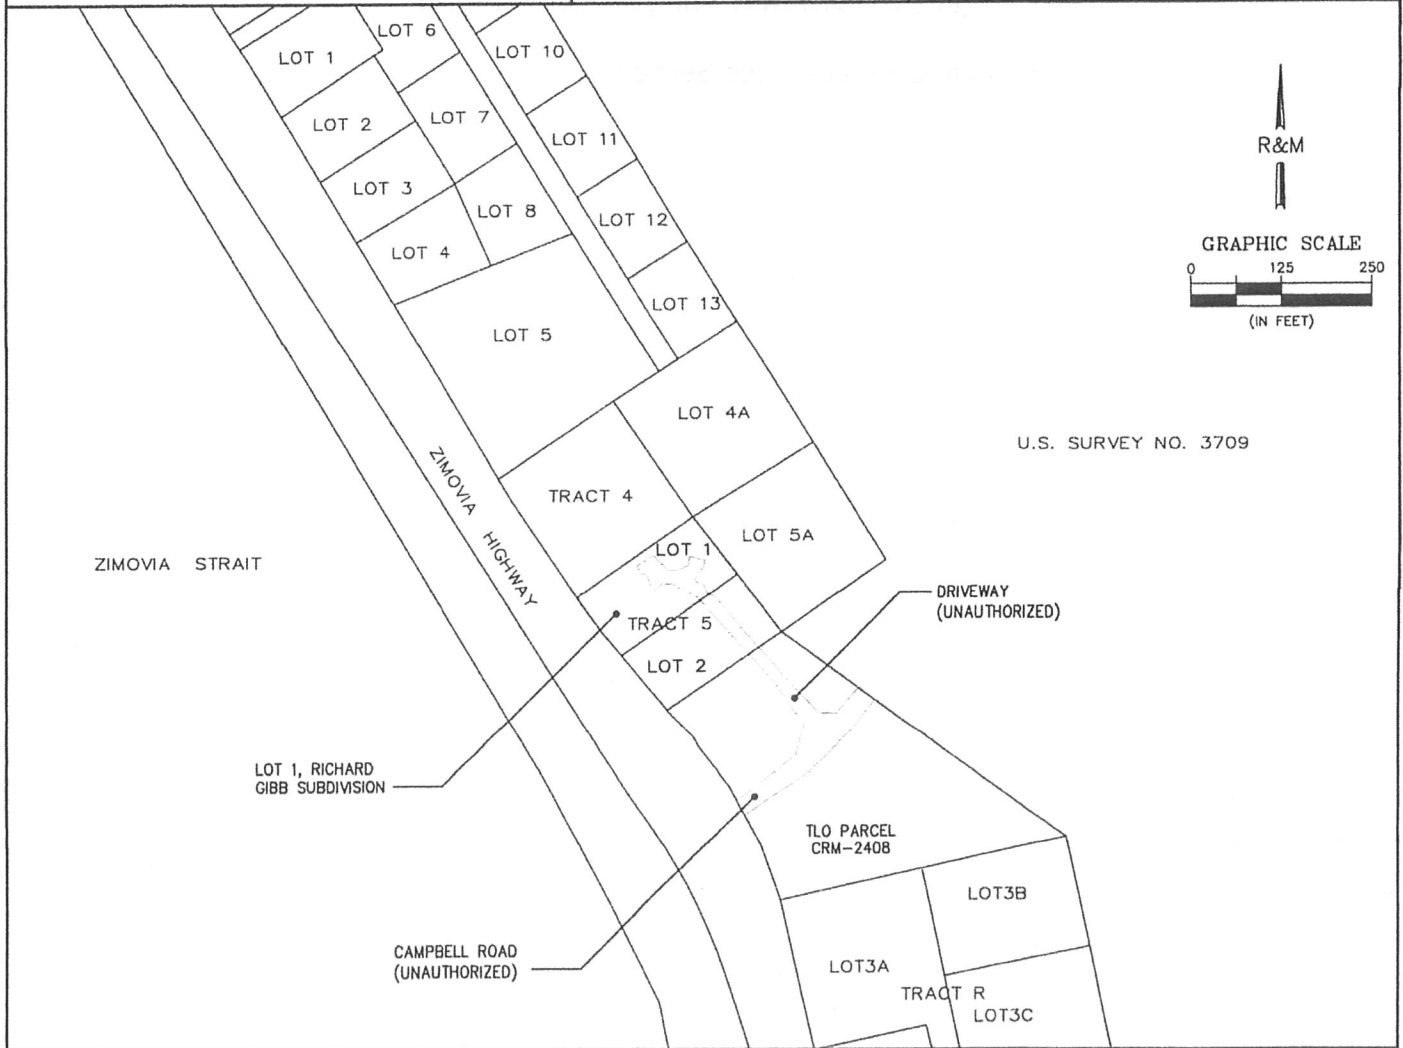 LOT 6
LOT 1
LOT 10
LOT 2
LOT 7
LOT 11
R&M
LOT 3
LOT 8
LOT 12
LOT 4
GRAPHIC SCALE
0 125 250
(IN FEET)
LOT 13
LOT 5
LOT 4A
U.S. SURVEY NO. 3709
ZIMOVIA HIGHWAY
TRACT 4
LOT 5A
LOT 1
ZIMOVIA STRAIT
DRIVEWAY
(UNAUTHORIZED)
TRACT 5
LOT 2
LOT 1, RICHARD
GIBB SUBDIVISION
TLO PARCEL
CRM-2408
LOT3B
CAMPBELL ROAD
(UNAUTHORIZED)
LOT3A
TRACT R
LOT3C